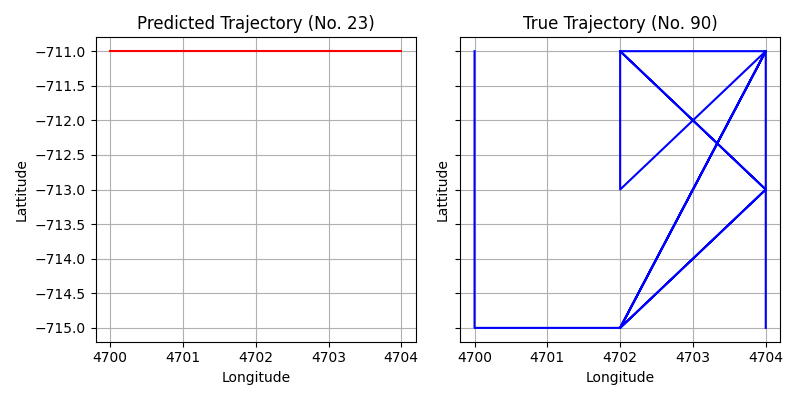 Predicted Trajectory (No. 23)
True Trajectory (No. 90)
−711.0
−711.5
−712.0
−712.5
−713.0
−713.5
−714.0
−714.5
−715.0
Lattitude
Lattitude
4700 4701 4702 4703 4704
4700 4701 4702 4703 4704
Longitude
Longitude